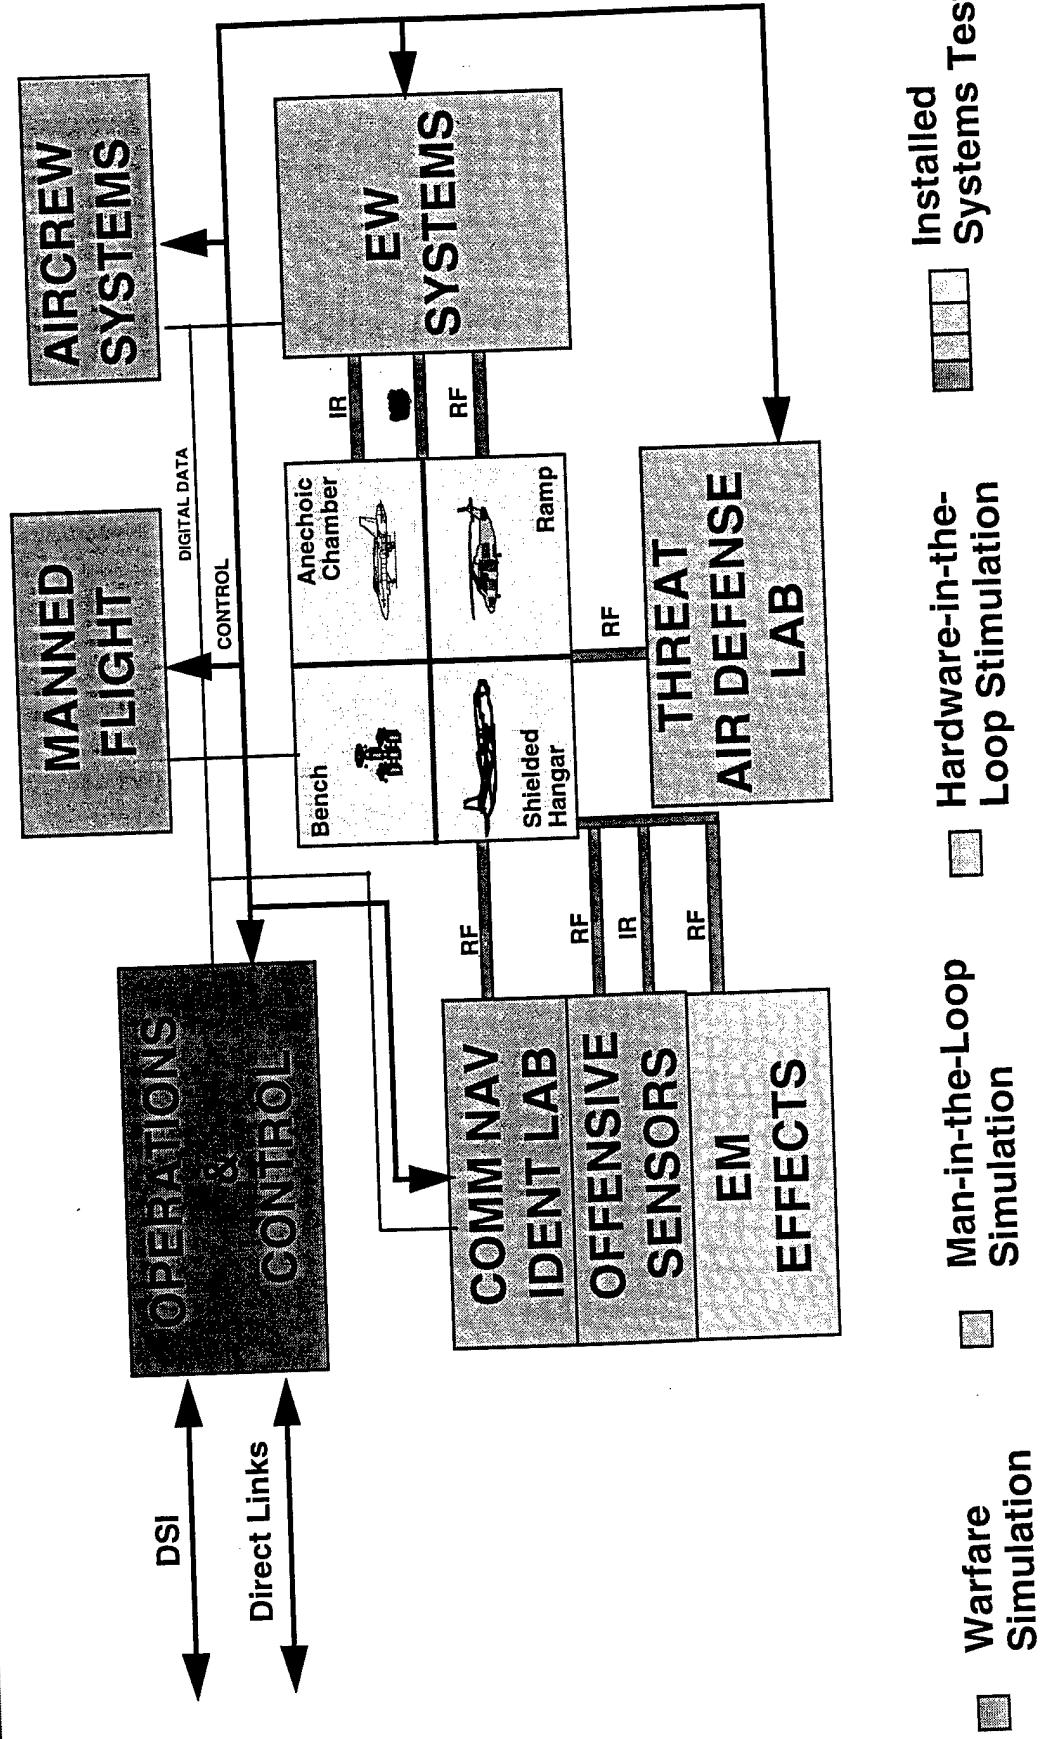 DSI
Direct Links
OPERATIONS
&
CONTROL
MANNED
FLIGHT
AIRCREW
SYSTEMS
DIGITAL DATA
CONTROL
Bench
Anechoic
Chamber
Shielded
Hangar
Ramp
IR
RF
EW
SYSTEMS
RF
RF
IR
RF
RF
COMM NAV
IDENT LAB
OFFENSIVE
SENSORS
EM
EFFECTS
THREAT
AIR DEFENSE
LAB
Warfare
Simulation
Man-in-the-Loop
Simulation
Hardware-in-the-
Loop Stimulation
Installed
Systems Tes